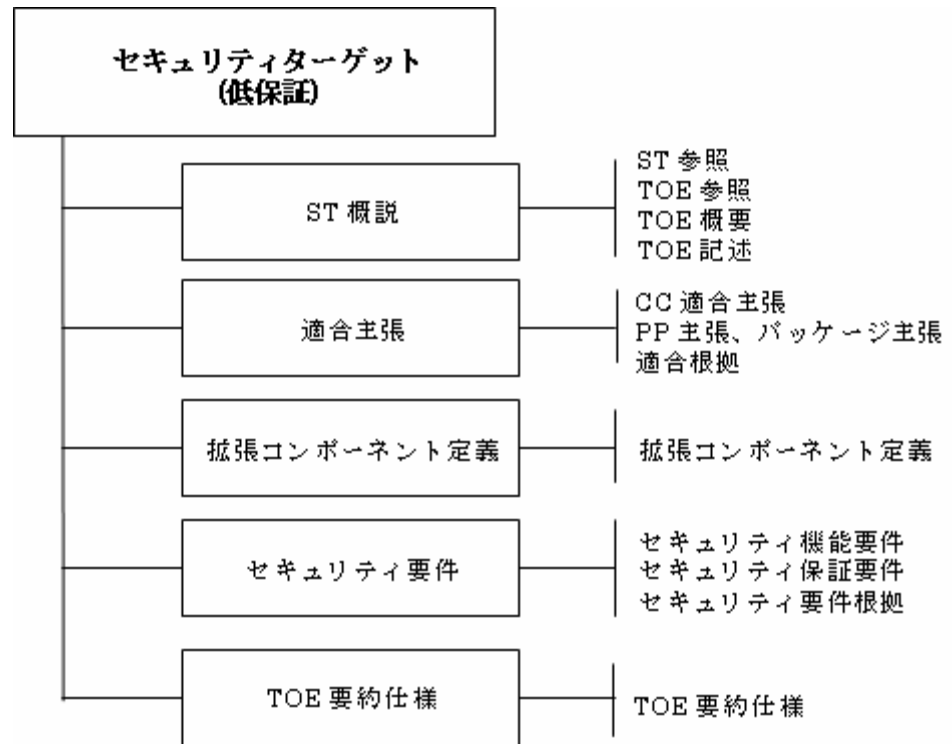 セキュリティターゲット
(低保証)
ST 概説
ST 参照
TOE 参照
TOE 概要
TOE 記述
適合主張
CC 適合主張
PP 主張、パッケージ主張
適合根拠
拡張コンポーネント定義
拡張コンポーネント定義
セキュリティ要件
セキュリティ機能要件
セキュリティ保証要件
セキュリティ要件根拠
TOE 要約仕様
TOE 要約仕様